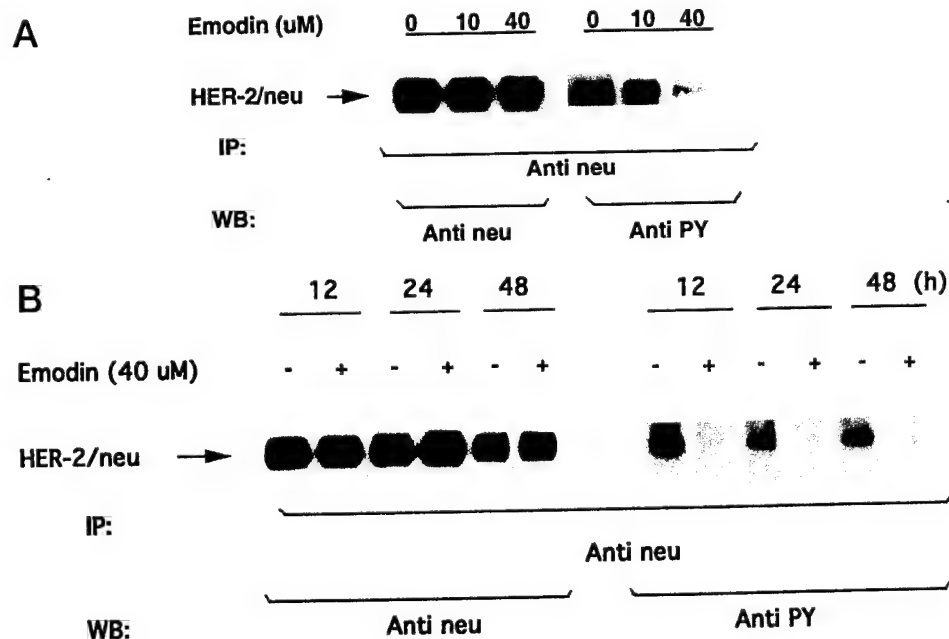 A
Emodin (uM) 0 10 40 0 10 40
HER-2/neu
IP: Anti neu
WB: Anti neu Anti PY
B
12 24 48 12 24 48 (h)
Emodin (40 uM) - + - + - + - + - + - +
HER-2/neu
IP: Anti neu
WB: Anti neu Anti PY